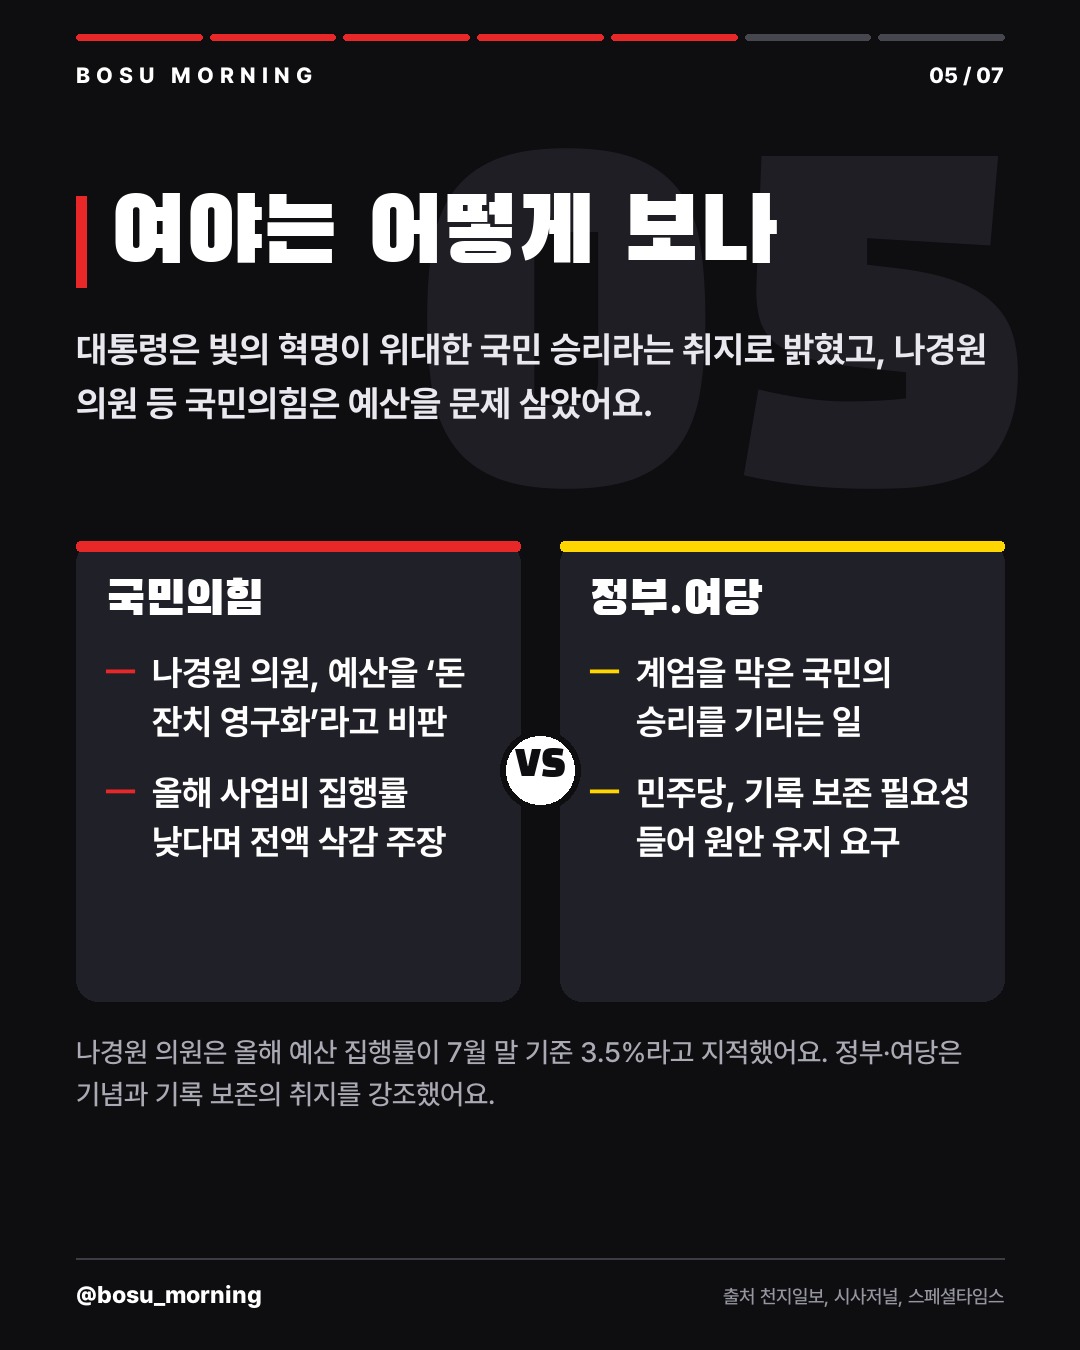 BOSU MORNING
05 / 07
05
여야는 어떻게 보나
대통령은 빛의 혁명이 위대한 국민 승리라는 취지로 밝혔고, 나경원
의원 등 국민의힘은 예산을 문제 삼았어요.
국민의힘
— 나경원 의원, 예산을 ‘돈
잔치 영구화’라고 비판
— 올해 사업비 집행률
낮다며 전액 삭감 주장
VS
정부.여당
— 계엄을 막은 국민의
승리를 기리는 일
— 민주당, 기록 보존 필요성
들어 원안 유지 요구
나경원 의원은 올해 예산 집행률이 7월 말 기준 3.5%라고 지적했어요. 정부·여당은
기념과 기록 보존의 취지를 강조했어요.
@bosu_morning
출처 천지일보, 시사저널, 스페셜타임스